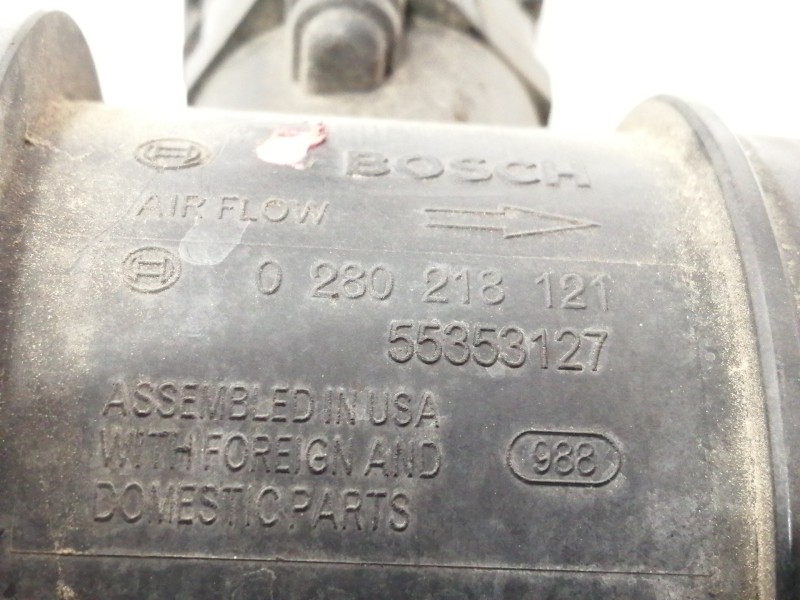 BOSCH
AIR FLOW
0 280 218 121
55353127
ASSEMBLED IN USA
WITH FOREIGN AND
DOMESTIC PARTS
988